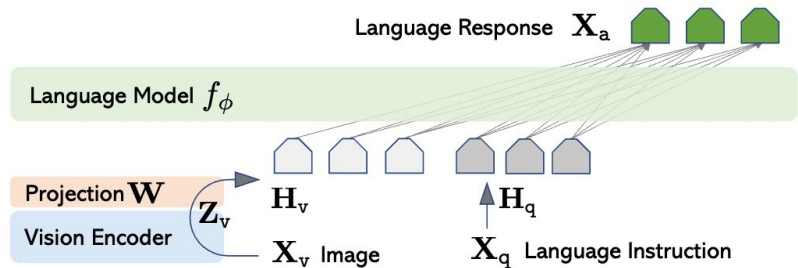 Language Response X_a
Language Model f_ϕ
Projection W
Z_v
H_v
H_q
Vision Encoder
X_v Image
X_q Language Instruction